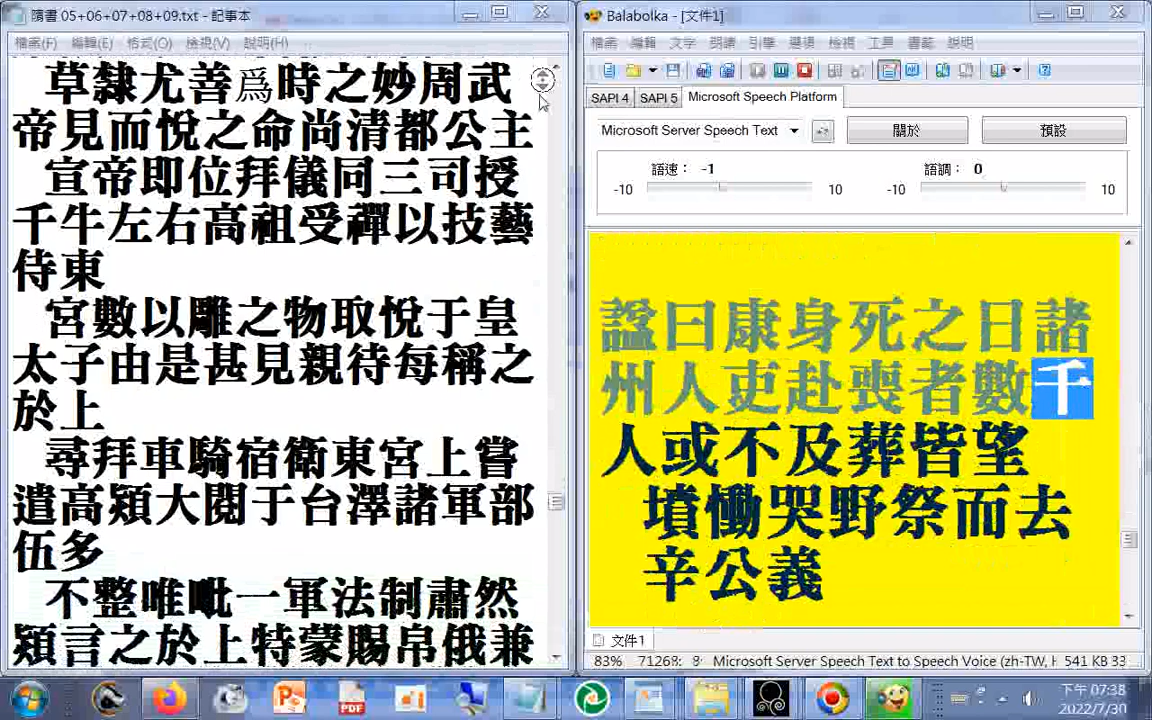 隋書 05+06+07+08+09.txt - 記事本
檔案(F) 編輯(E) 格式(O) 檢視(V) 說明(H)
草隸尤善爲時之妙周武
帝見而悅之命尚清都公主
宣帝即位拜儀同三司授
千牛左右高祖受禪以技藝
侍東
宮數以雕之物取悅于皇
太子由是甚見親待每稱之
於上
尋拜車騎宿衛東宮上嘗
遣高熲大閱于台澤諸軍部
伍多
不整唯毗一軍法制肅然
熲言之於上特蒙賜帛俄兼
Balabolka - [文件1]
檔案 編輯 文字 朗讀 引擎 選項 檢視 工具 書籤 說明
SAPI 4 SAPI 5 Microsoft Speech Platform
Microsoft Server Speech Text 關於 預設
語速： -1 語調： 0
-10 10 -10 10
諡曰康身死之日諸
州人吏赴喪者數千
人或不及葬皆望
墳慟哭野祭而去
辛公義
文件1
83% 71268: 8 Microsoft Server Speech Text to Speech Voice (zh-TW, H 541 KB 33
PDF
下午 07:38
2022/7/30